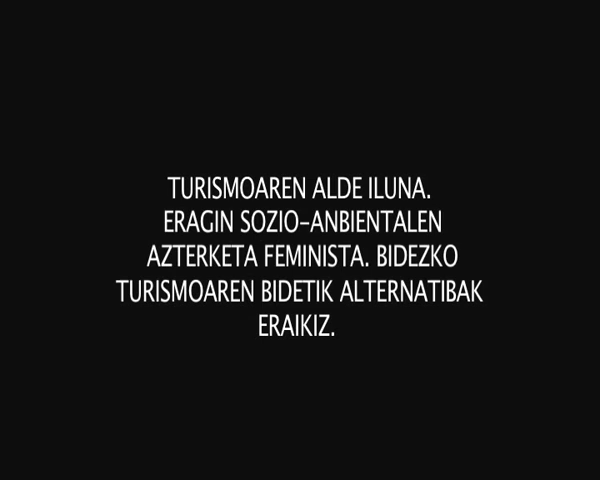 TURISMOAREN ALDE ILUNA.
ERAGIN SOZIO-ANBIENTALEN
AZTERKETA FEMINISTA. BIDEZKO
TURISMOAREN BIDETIK ALTERNATIBAK
ERAIKIZ.